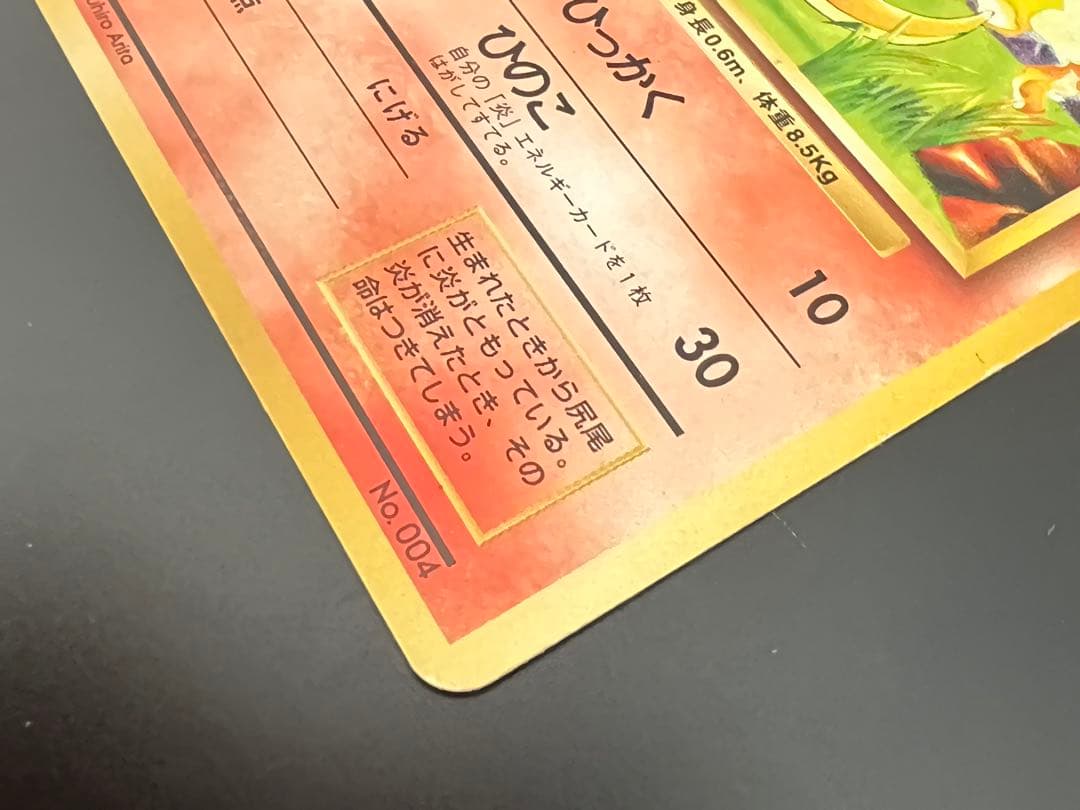 身長0.6m、体重8.5Kg
ひっかく 10
ひのこ 30
自分の「炎」エネルギーカードを1枚
はがしてすてる。
点
にげる
生まれたときから尻尾
に炎がともっている。その
炎が消えたとき、
命はつきてしまう。
uhiro Arita
No. 004